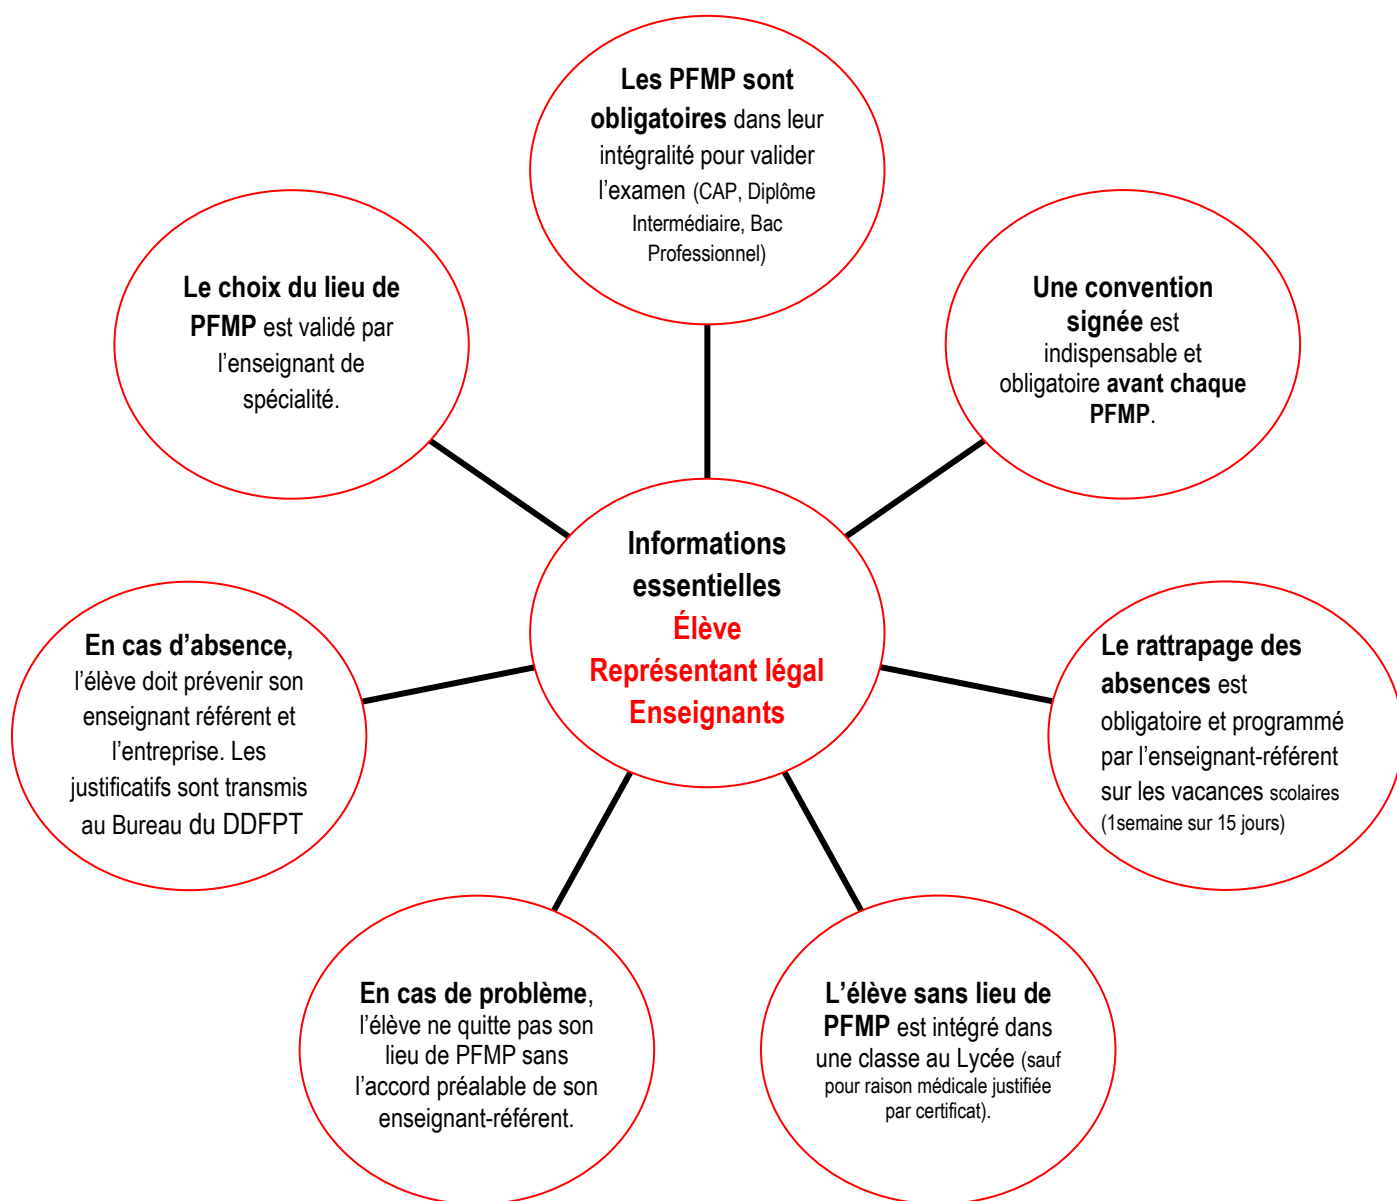 Les PFMP sont
obligatoires dans leur
intégralité pour valider
l’examen (CAP, Diplôme
Intermédiaire, Bac
Professionnel)
Le choix du lieu de
PFMP est validé par
l’enseignant de
spécialité.
Une convention
signée est
indispensable et
obligatoire avant chaque
PFMP.
Informations
essentielles
Élève
Représentant légal
Enseignants
En cas d’absence,
l’élève doit prévenir son
enseignant référent et
l’entreprise. Les
justificatifs sont transmis
au Bureau du DDFPT
Le rattrapage des
absences est
obligatoire et programmé
par l’enseignant-référent
sur les vacances scolaires
(1semaine sur 15 jours)
En cas de problème,
l’élève ne quitte pas son
lieu de PFMP sans
l’accord préalable de son
enseignant-référent.
L’élève sans lieu de
PFMP est intégré dans
une classe au Lycée (sauf
pour raison médicale justifiée
par certificat).